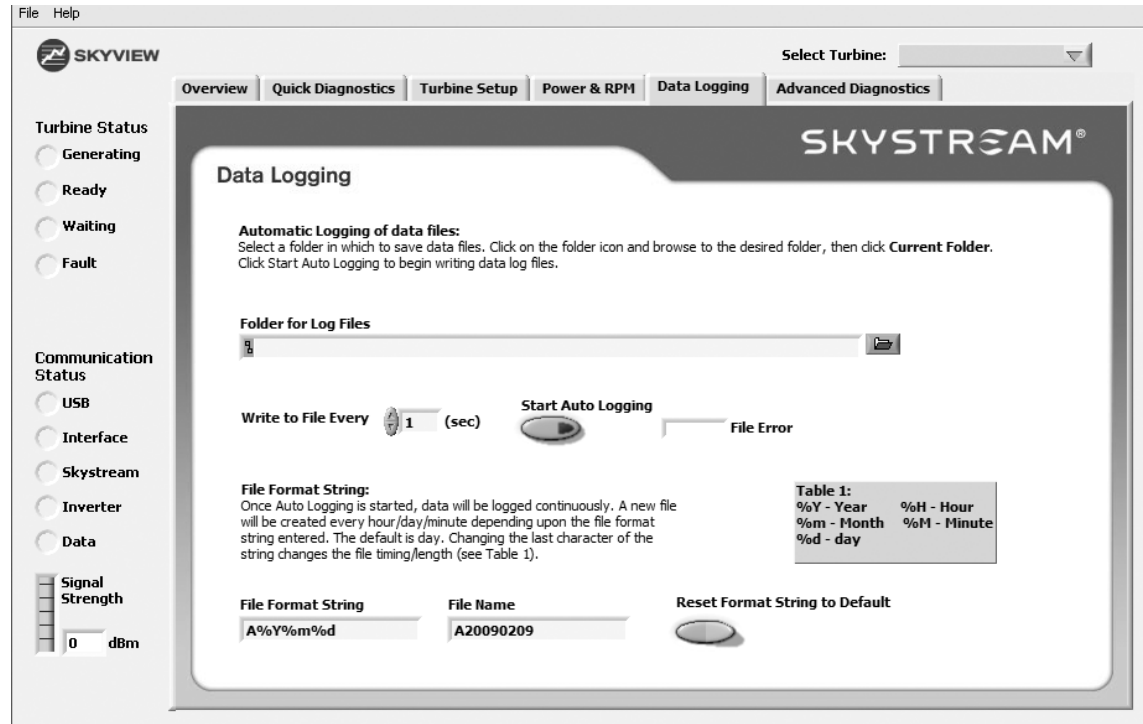 File Help
SKYVIEW
Select Turbine:
Overview Quick Diagnostics Turbine Setup Power & RPM Data Logging Advanced Diagnostics
SKYSTREAM®
Turbine Status
Generating
Ready
Waiting
Fault
Communication
Status
USB
Interface
Skystream
Inverter
Data
Signal
Strength
0 dBm
Data Logging
Automatic Logging of data files:
Select a folder in which to save data files. Click on the folder icon and browse to the desired folder, then click Current Folder.
Click Start Auto Logging to begin writing data log files.
Folder for Log Files
Write to File Every 1 (sec)
Start Auto Logging
File Error
File Format String:
Once Auto Logging is started, data will be logged continuously. A new file
will be created every hour/day/minute depending upon the file format
string entered. The default is day. Changing the last character of the
string changes the file timing/length (see Table 1).
Table 1:
%Y - Year %H - Hour
%m - Month %M - Minute
%d - day
File Format String
A%Y%m%d
File Name
A20090209
Reset Format String to Default